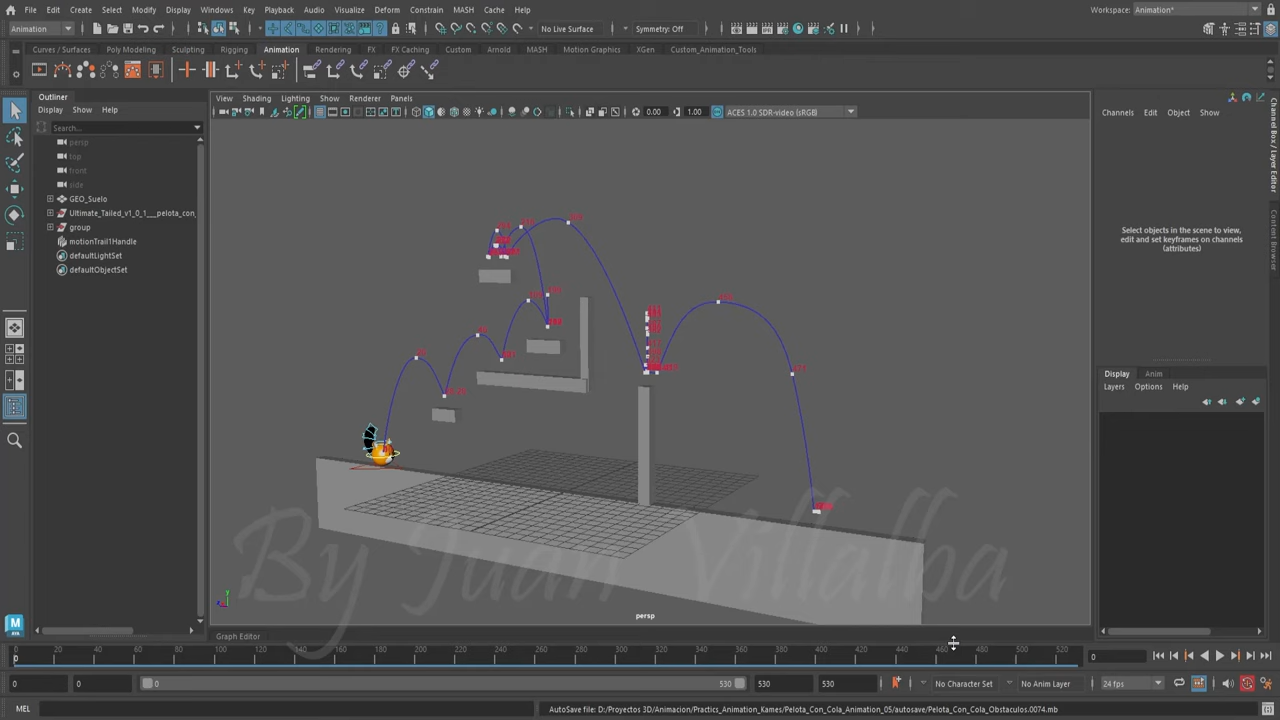 File Edit Create Select Modify Display Windows Key Playback Audio Visualize Deform Constrain MASH Cache Help
Workspace: Animation*
Animation No Live Surface Symmetry: Off
Curves / Surfaces Poly Modeling Sculpting Rigging Animation Rendering FX FX Caching Custom Arnold MASH Motion Graphics XGen Custom_Animation_Tools
Outliner
Display Show Help
Search...
persp
top
front
side
GEO_Suelo
Ultimate_Tailed_v1_0_1___pelota_con_
group
motionTrail1Handle
defaultLightSet
defaultObjectSet
View Shading Lighting Show Renderer Panels
0.00 1.00 ACES 1.0 SDR-video (sRGB)
By Juan Villalba
persp
Channels Edit Object Show
Select objects in the scene to view,
edit and set keyframes on channels
(attributes)
Channel Box / Layer Editor
Content Browser
Display Anim
Layers Options Help
Graph Editor
0 20 40 60 80 100 120 140 160 180 200 220 240 260 280 300 320 340 360 380 400 420 440 460 480 500 520
0
0 0 0 530 530 530 No Character Set No Anim Layer 24 fps
MEL AutoSave file: D:/Proyectos 3D/Animacion/Practics_Animation_Kames/Pelota_Con_Cola_Animation_05/autosave/Pelota_Con_Cola_Obstaculos.0074.mb